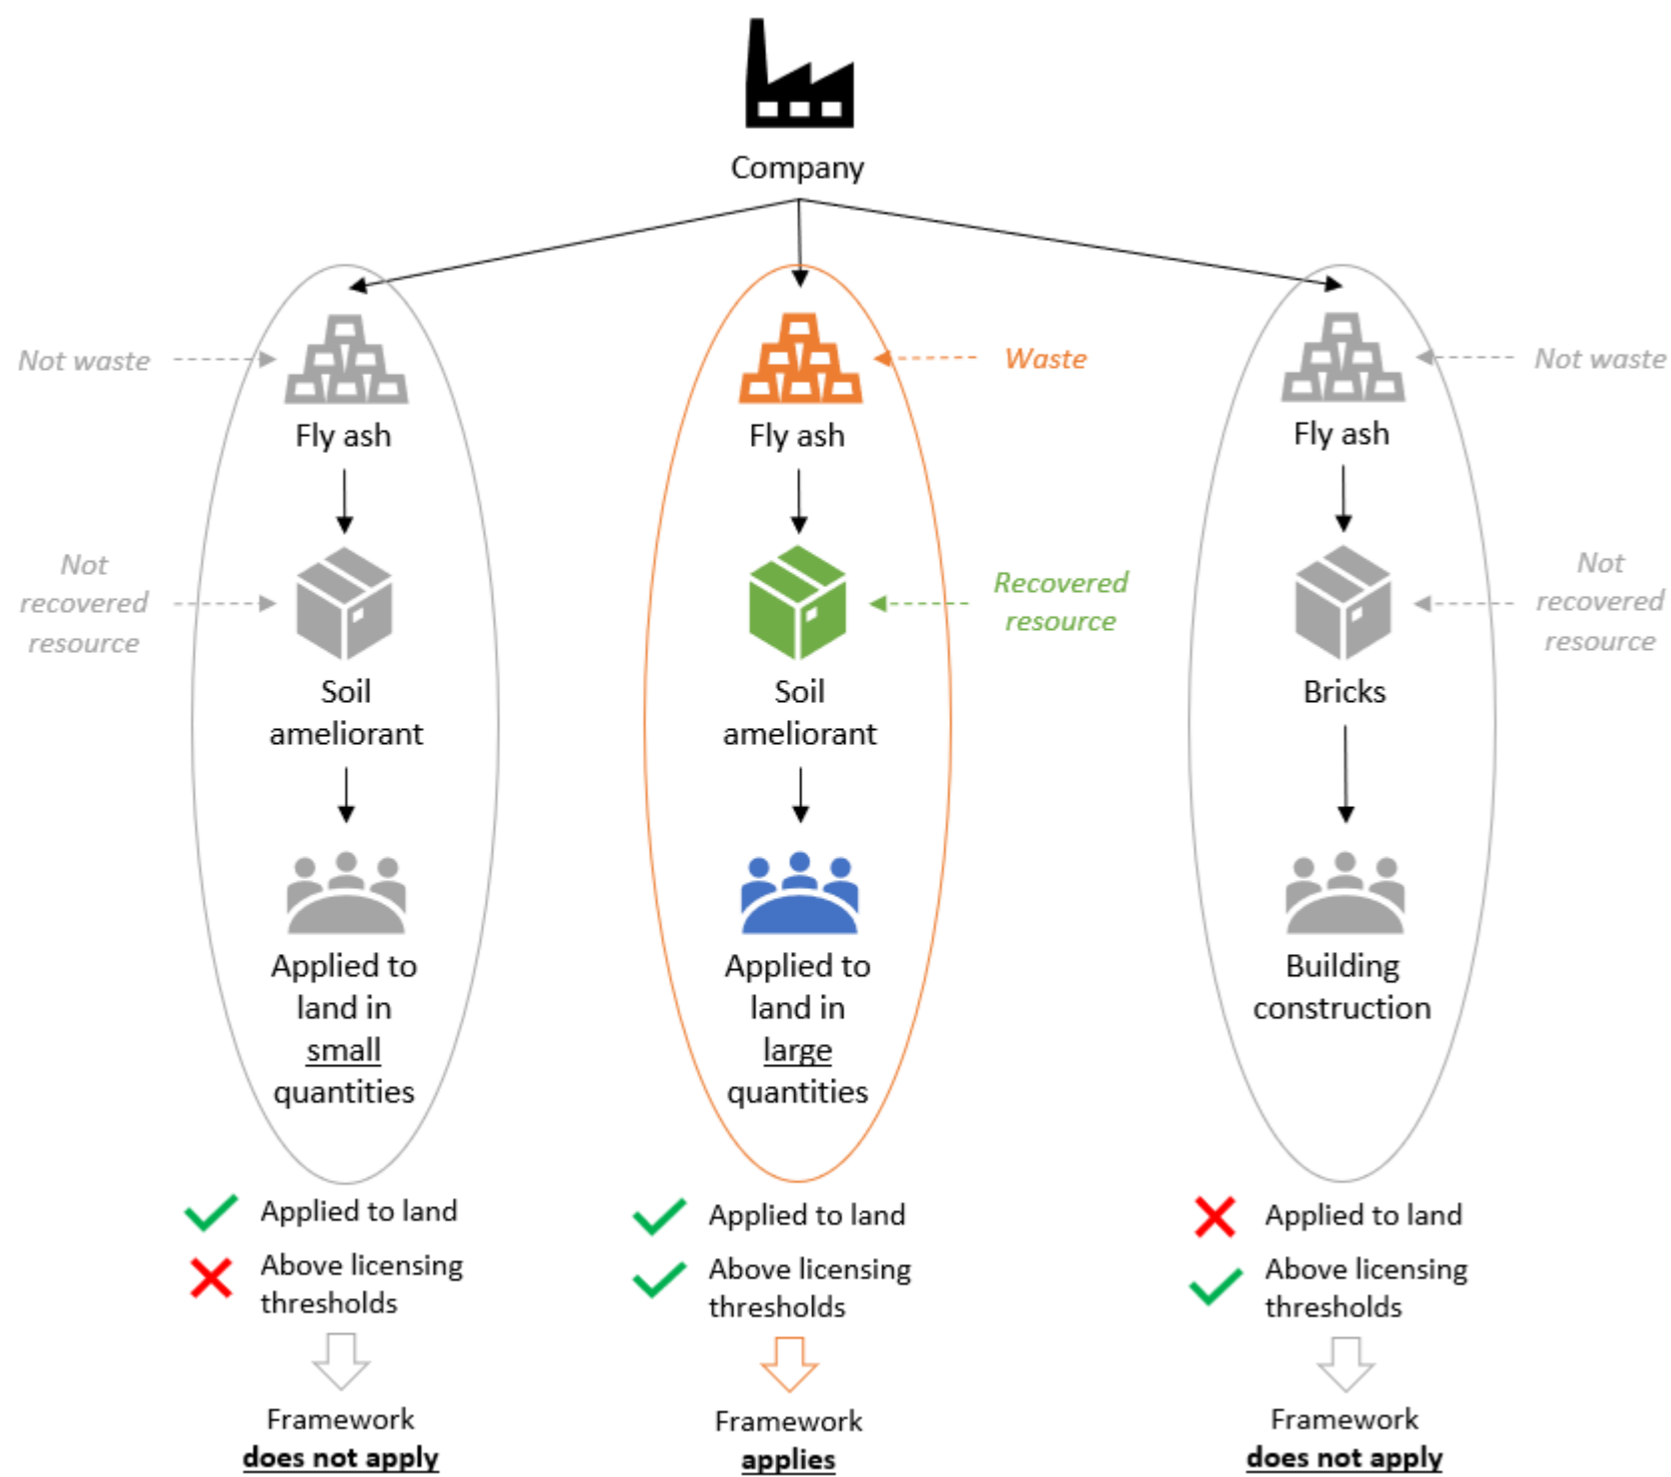 Company
Not waste
Fly ash
Not
recovered
resource
Soil
ameliorant
Applied to
land in
small
quantities
Applied to land
Above licensing
thresholds
Framework
does not apply
Waste
Fly ash
Recovered
resource
Soil
ameliorant
Applied to
land in
large
quantities
Applied to land
Above licensing
thresholds
Framework
applies
Not waste
Fly ash
Not
recovered
resource
Bricks
Building
construction
Applied to land
Above licensing
thresholds
Framework
does not apply